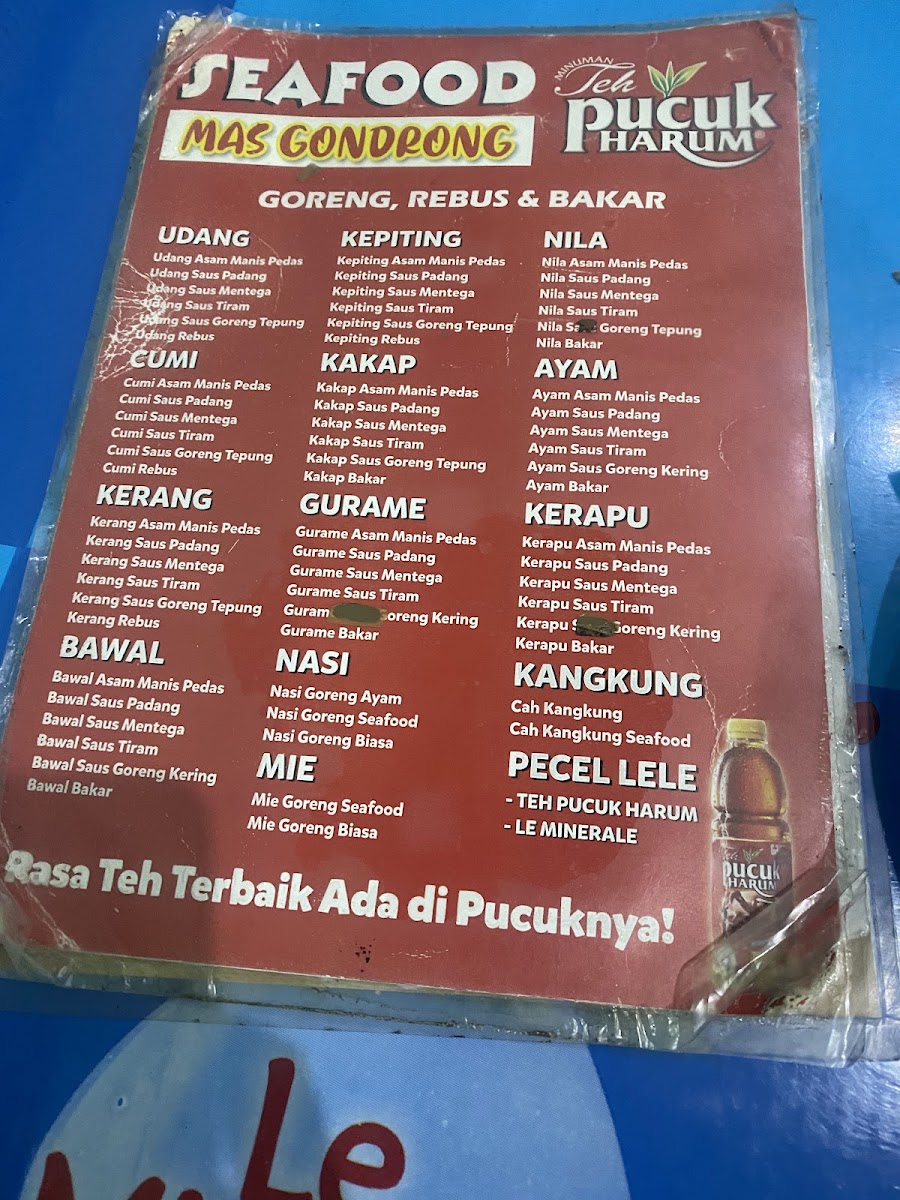 SEAFOOD
MAS GONDRONG
MINUMAN
Teh
Pucuk
HARUM®
GORENG, REBUS & BAKAR
UDANG
Udang Asam Manis Pedas
Udang Saus Padang
Udang Saus Mentega
Udang Saus Tiram
Udang Saus Goreng Tepung
Udang Rebus
CUMI
Cumi Asam Manis Pedas
Cumi Saus Padang
Cumi Saus Mentega
Cumi Saus Tiram
Cumi Saus Goreng Tepung
Cumi Rebus
KERANG
Kerang Asam Manis Pedas
Kerang Saus Padang
Kerang Saus Mentega
Kerang Saus Tiram
Kerang Saus Goreng Tepung
Kerang Rebus
BAWAL
Bawal Asam Manis Pedas
Bawal Saus Padang
Bawal Saus Mentega
Bawal Saus Tiram
Bawal Saus Goreng Kering
Bawal Bakar
KEPITING
Kepiting Asam Manis Pedas
Kepiting Saus Padang
Kepiting Saus Mentega
Kepiting Saus Tiram
Kepiting Saus Goreng Tepung
Kepiting Rebus
KAKAP
Kakap Asam Manis Pedas
Kakap Saus Padang
Kakap Saus Mentega
Kakap Saus Tiram
Kakap Saus Goreng Tepung
Kakap Bakar
GURAME
Gurame Asam Manis Pedas
Gurame Saus Padang
Gurame Saus Mentega
Gurame Saus Tiram
Kering
Gurame Bakar
NASI
Nasi Goreng Ayam
Nasi Goreng Seafood
Nasi Goreng Biasa
MIE
Mie Goreng Seafood
Mie Goreng Biasa
NILA
Nila Asam Manis Pedas
Nila Saus Padang
Nila Saus Mentega
Nila Saus Tiram
Nila Goreng Tepung
Nila Bakar
AYAM
Ayam Asam Manis Pedas
Ayam Saus Padang
Ayam Saus Mentega
Ayam Saus Tiram
Ayam Saus Goreng Kering
Ayam Bakar
KERAPU
Kerapu Asam Manis Pedas
Kerapu Saus Padang
Kerapu Saus Mentega
Kerapu Saus Tiram
Kerapu Goreng Kering
Kerapu Bakar
KANGKUNG
Cah Kangkung
Cah Kangkung Seafood
PECEL LELE
- TEH PUCUK HARUM
- LE MINERALE
Teh
Pucuk
HARUM
Rasa Teh Terbaik Ada di Pucuknya!
Le